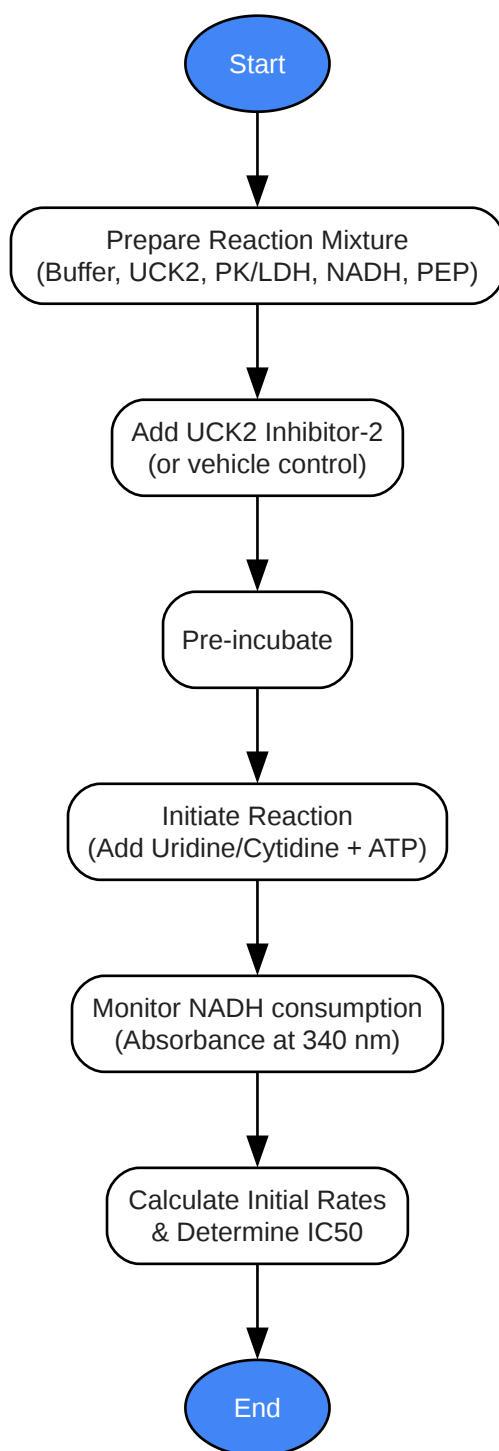 Start
Prepare Reaction Mixture
(Buffer, UCK2, PK/LDH, NADH, PEP)
Add UCK2 Inhibitor-2
(or vehicle control)
Pre-incubate
Initiate Reaction
(Add Uridine/Cytidine + ATP)
Monitor NADH consumption
(Absorbance at 340 nm)
Calculate Initial Rates
& Determine IC50
End